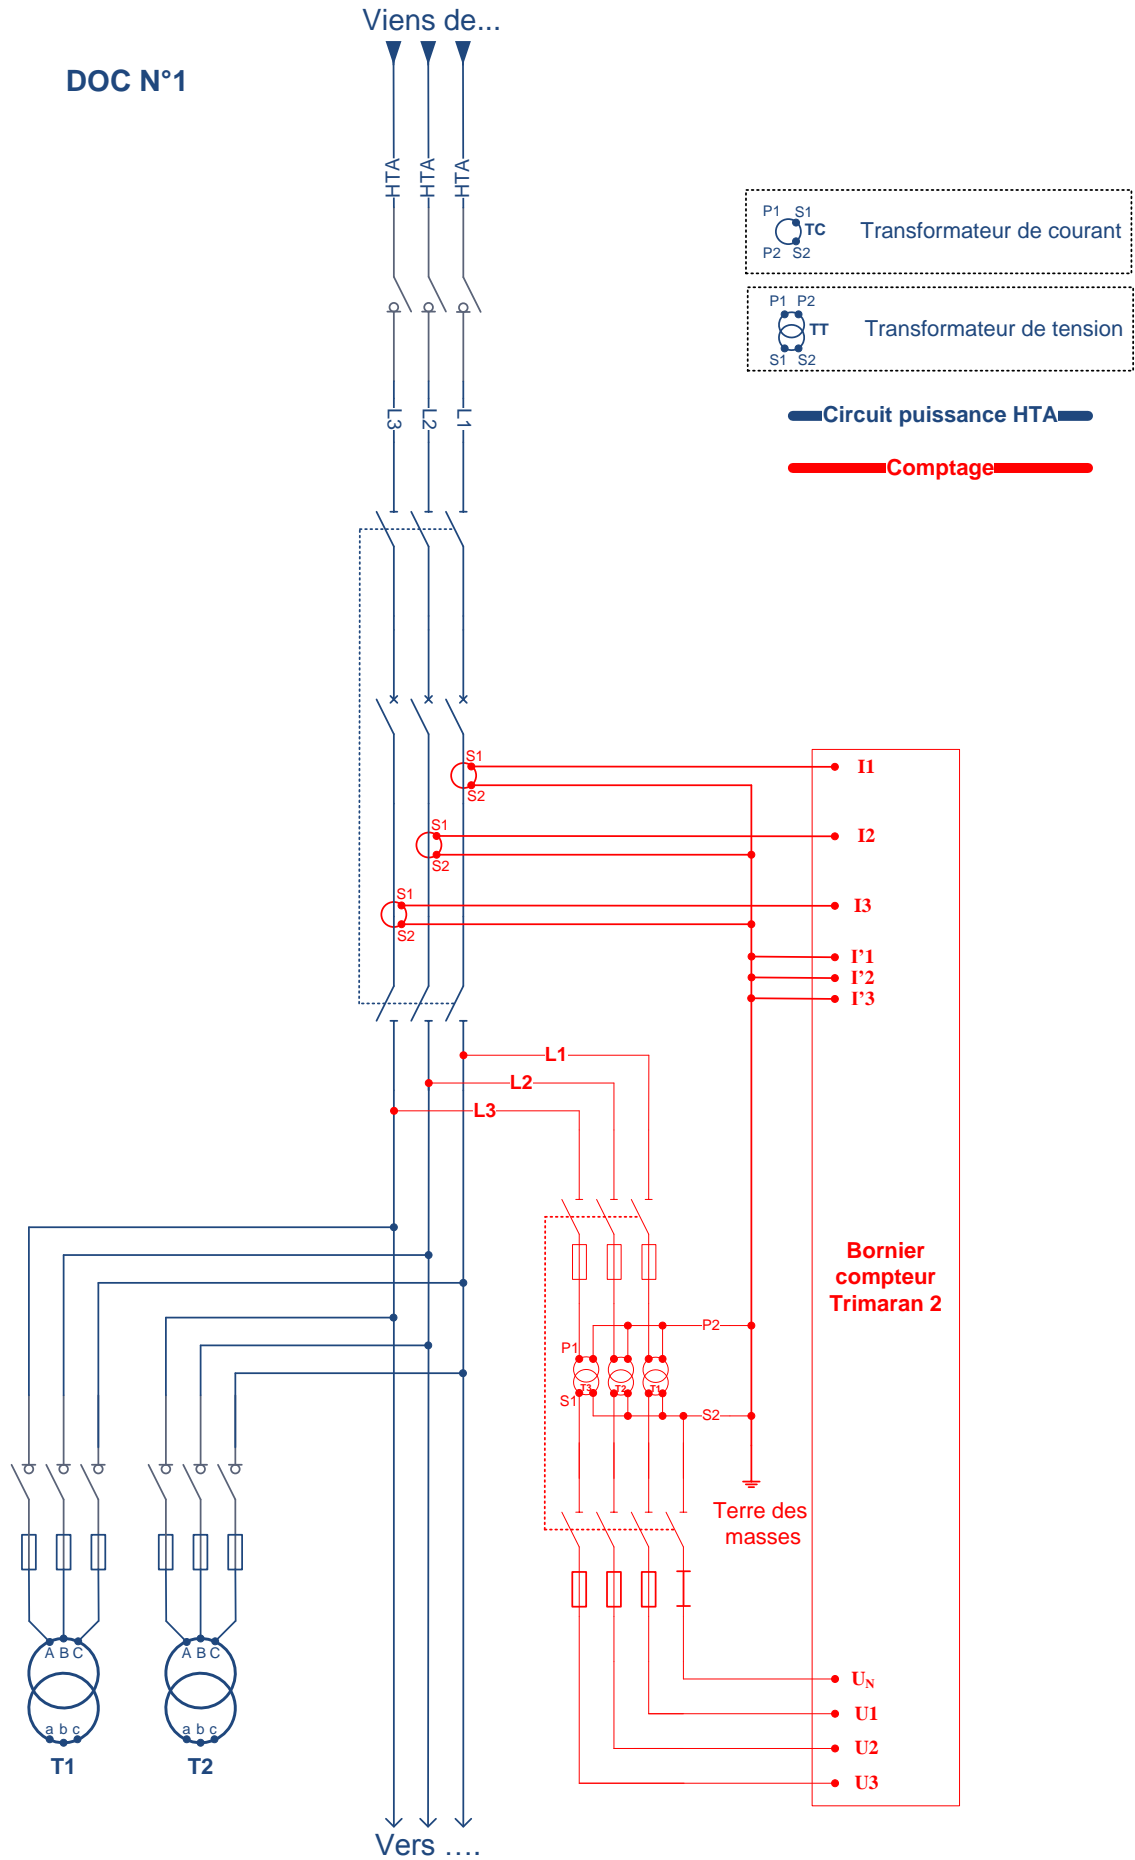 Viens de...
DOC N°1
HTA HTA HTA
P1 S1
TC
P2 S2
Transformateur de courant
P1 P2
TT
S1 S2
Transformateur de tension
L3 L2 L1
Circuit puissance HTA
Comptage
S1
S2
I1
S1
S2
I2
S1
S2
I3
I'1
I'2
I'3
L1
L2
L3
Bornier
compteur
Trimaran 2
P2
P1
T3 T2 T1
S1
S2
Terre des
masses
A B C
A B C
a b c
a b c
T1
T2
UN
U1
U2
U3
Vers ....